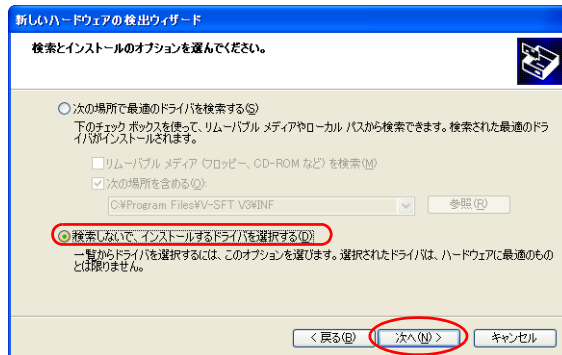 新しいハードウェアの検出ウィザード
検索とインストールのオプションを選んでください。
次の場所で最適のドライバを検索する(S)
下のチェック ボックスを使って、リムーバブル メディアやローカル パスから検索できます。検索された最適のドラ
イバがインストールされます。
リムーバブル メディア (フロッピー、CD-ROM など) を検索(M)
次の場所を含める(O):
C:¥Program Files¥V-SFT V3¥INF
参照(R)
検索しないで、インストールするドライバを選択する(D)
一覧からドライバを選択するには、このオプションを選びます。選択されたドライバは、ハードウェアに最適のもの
とは限りません。
< 戻る(B)
次へ(N) >
キャンセル